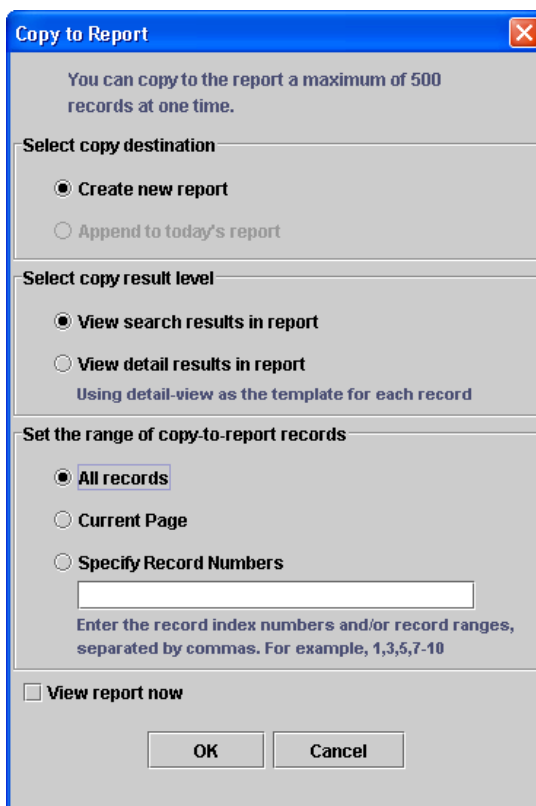 Copy to Report
You can copy to the report a maximum of 500
records at one time.
Select copy destination
Create new report
Append to today's report
Select copy result level
View search results in report
View detail results in report
Using detail-view as the template for each record
Set the range of copy-to-report records
All records
Current Page
Specify Record Numbers
Enter the record index numbers and/or record ranges,
separated by commas. For example, 1,3,5,7-10
View report now
OK Cancel